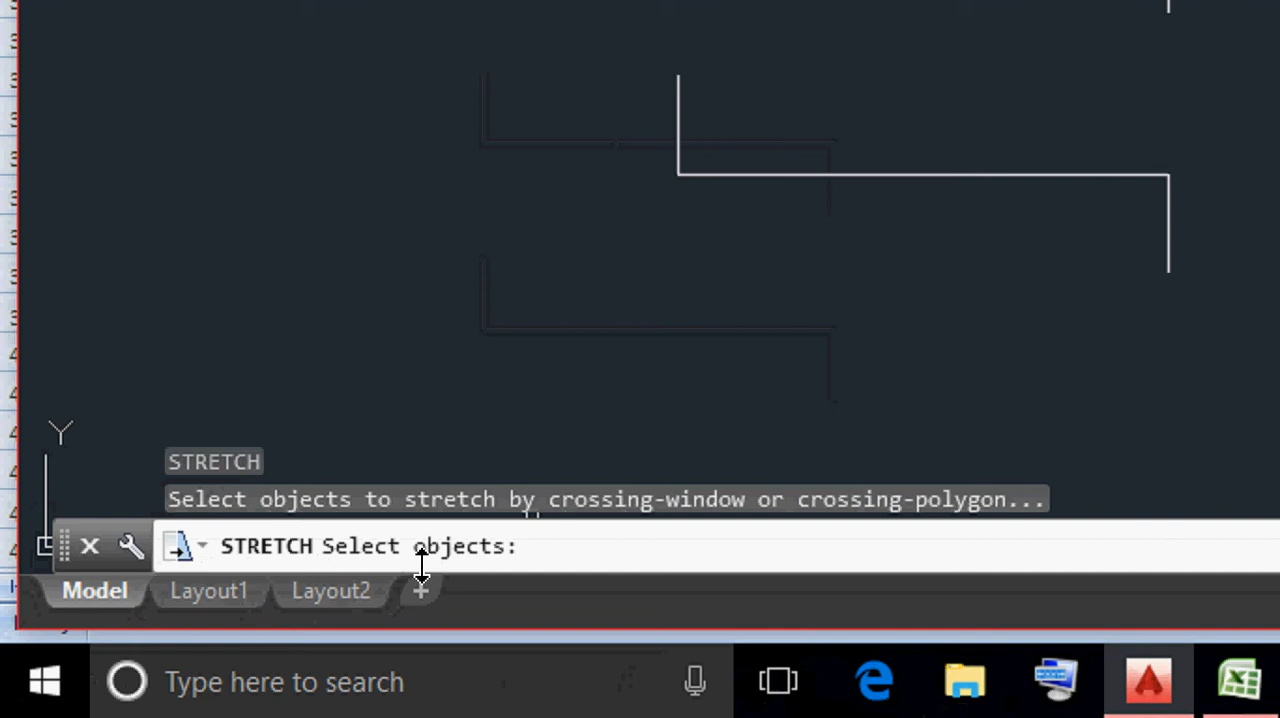 Y
STRETCH
Select objects to stretch by crossing-window or crossing-polygon...
STRETCH Select objects:
Model Layout1 Layout2 +
Type here to search